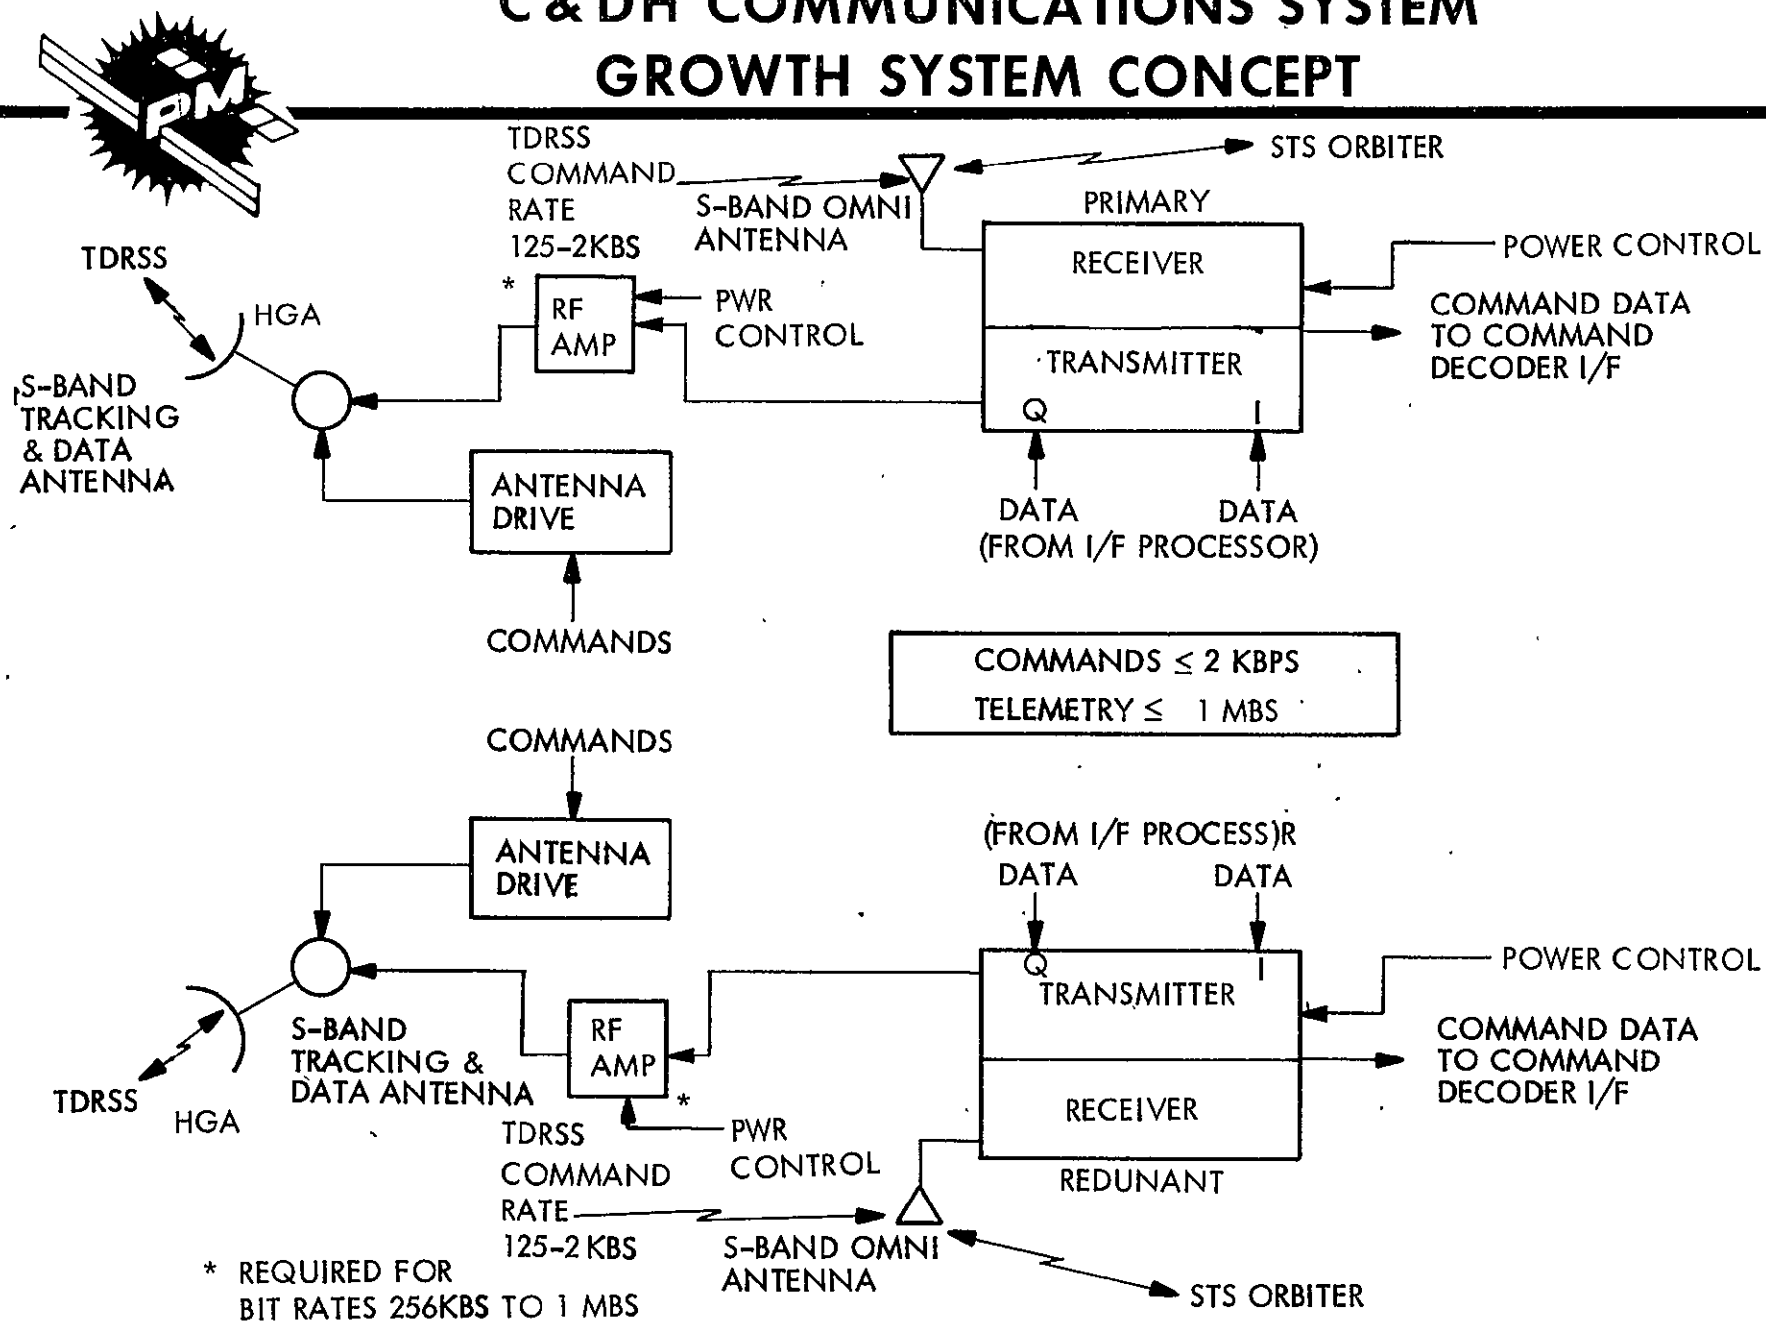 C & DH COMMUNICATIONS SYSTEM
GROWTH SYSTEM CONCEPT
PM
TDRSS
COMMAND
RATE
125-2KBS
S-BAND OMNI
ANTENNA
STS ORBITER
PRIMARY
RECEIVER
TRANSMITTER
Q
I
POWER CONTROL
COMMAND DATA
TO COMMAND
DECODER I/F
TDRSS
HGA
*
RF
AMP
PWR
CONTROL
S-BAND
TRACKING
& DATA
ANTENNA
ANTENNA
DRIVE
DATA
DATA
(FROM I/F PROCESSOR)
COMMANDS
COMMANDS ≤ 2 KBPS
TELEMETRY ≤ 1 MBS
COMMANDS
ANTENNA
DRIVE
(FROM I/F PROCESS)R
DATA
DATA
Q
I
TRANSMITTER
RECEIVER
REDUNANT
POWER CONTROL
COMMAND DATA
TO COMMAND
DECODER I/F
S-BAND
TRACKING &
DATA ANTENNA
RF
AMP
*
TDRSS
HGA
TDRSS
COMMAND
RATE
125-2 KBS
PWR
CONTROL
S-BAND OMNI
ANTENNA
STS ORBITER
* REQUIRED FOR
BIT RATES 256KBS TO 1 MBS